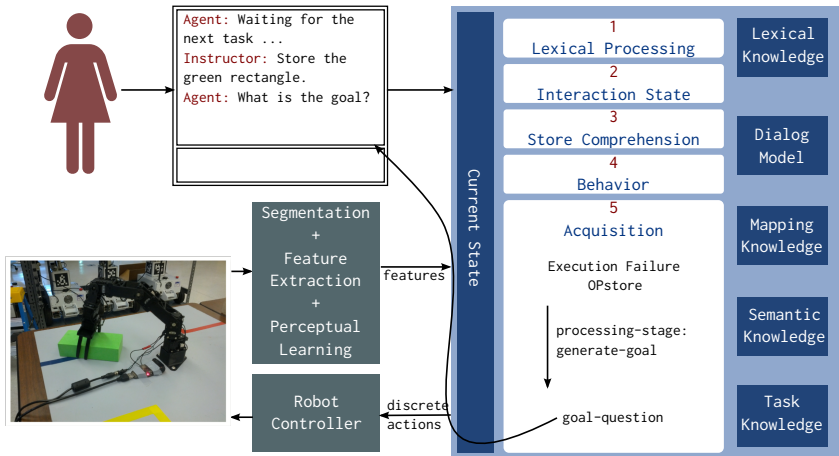 Agent: Waiting for the
next task ...
Instructor: Store the
green rectangle.
Agent: What is the goal?
Segmentation
+
Feature
Extraction
+
Perceptual
Learning
features
Robot
Controller
discrete
actions
Current State
1
Lexical Processing
2
Interaction State
3
Store Comprehension
4
Behavior
5
Acquisition
Execution Failure
OPstore
processing-stage:
generate-goal
goal-question
Lexical
Knowledge
Dialog
Model
Mapping
Knowledge
Semantic
Knowledge
Task
Knowledge